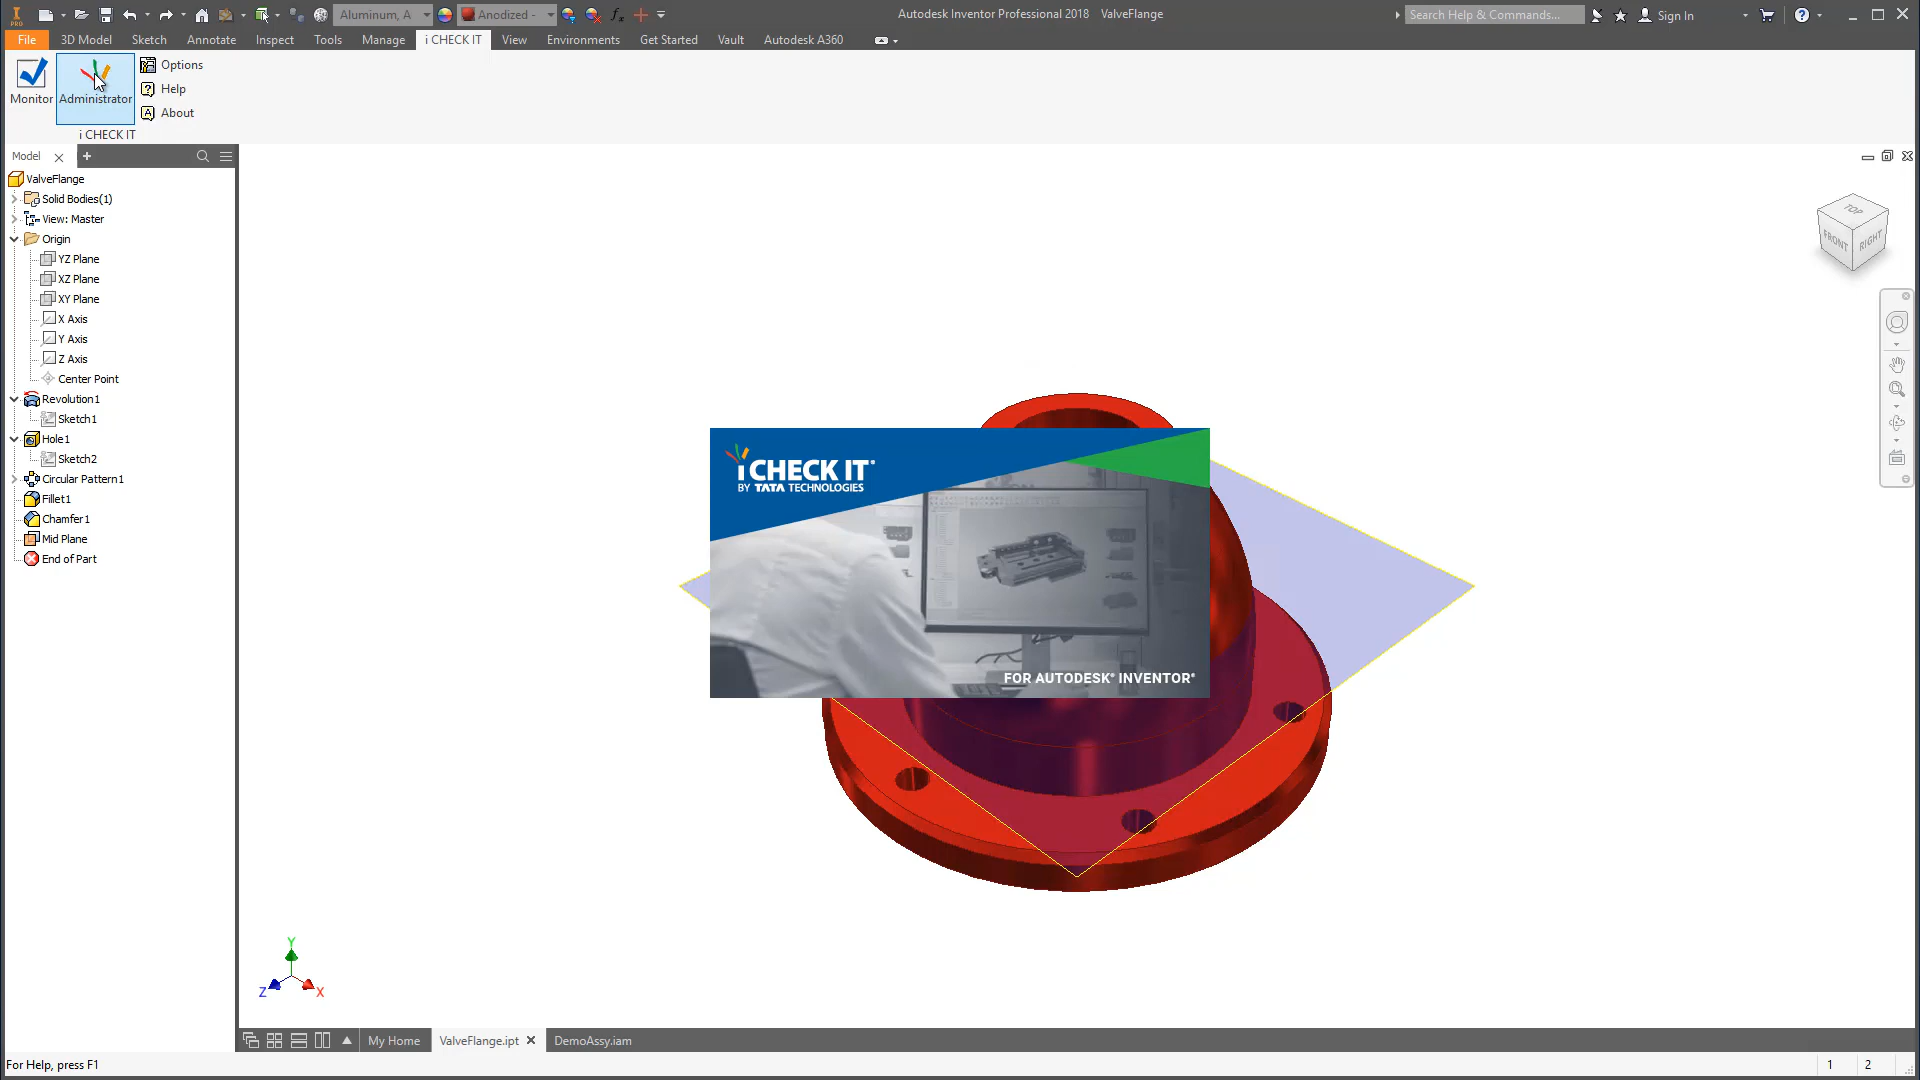 PRO
Aluminum, A
Anodized -
Autodesk Inventor Professional 2018 ValveFlange
Search Help & Commands...
Sign In
File 3D Model Sketch Annotate Inspect Tools Manage i CHECK IT View Environments Get Started Vault Autodesk A360
Monitor
Administrator
Options
Help
About
i CHECK IT
Model
ValveFlange
Solid Bodies(1)
View: Master
Origin
YZ Plane
XZ Plane
XY Plane
X Axis
Y Axis
Z Axis
Center Point
Revolution1
Sketch1
Hole1
Sketch2
Circular Pattern1
Fillet1
Chamfer1
Mid Plane
End of Part
TOP
FRONT
RIGHT
iCHECK IT®
BY TATA TECHNOLOGIES
FOR AUTODESK® INVENTOR®
Y
Z
X
My Home
ValveFlange.ipt
DemoAssy.iam
For Help, press F1
1 2